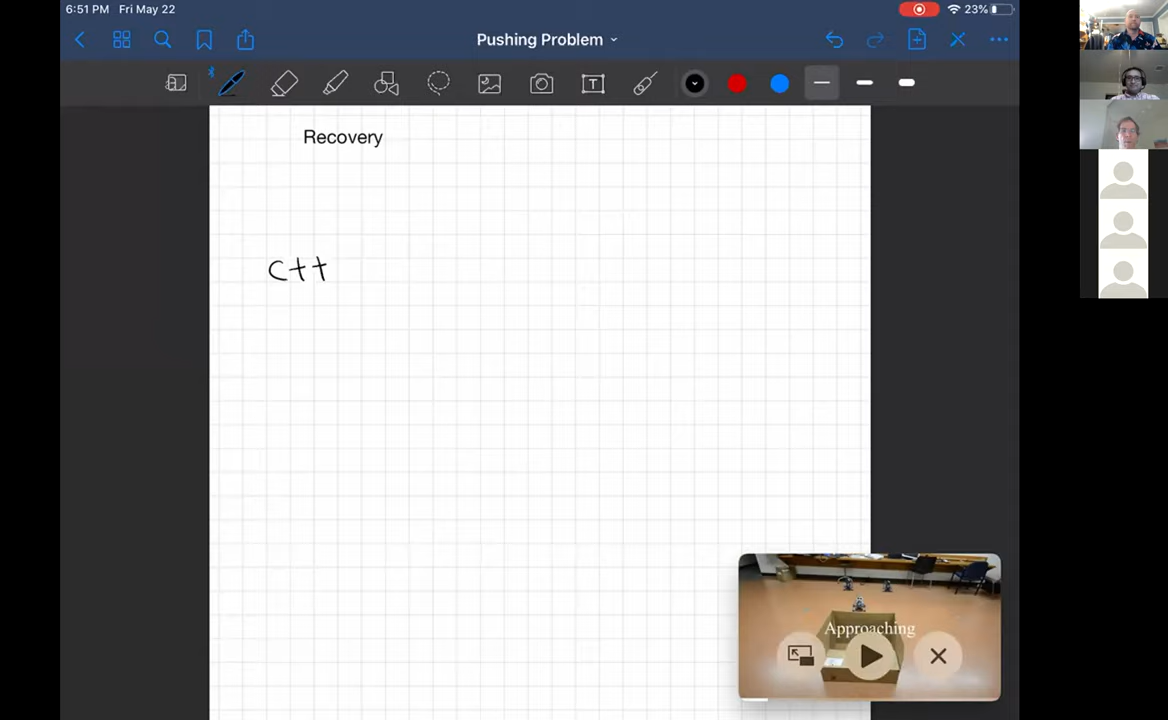 6:51 PM Fri May 22
23%
Pushing Problem
T
Recovery
C++
Approaching